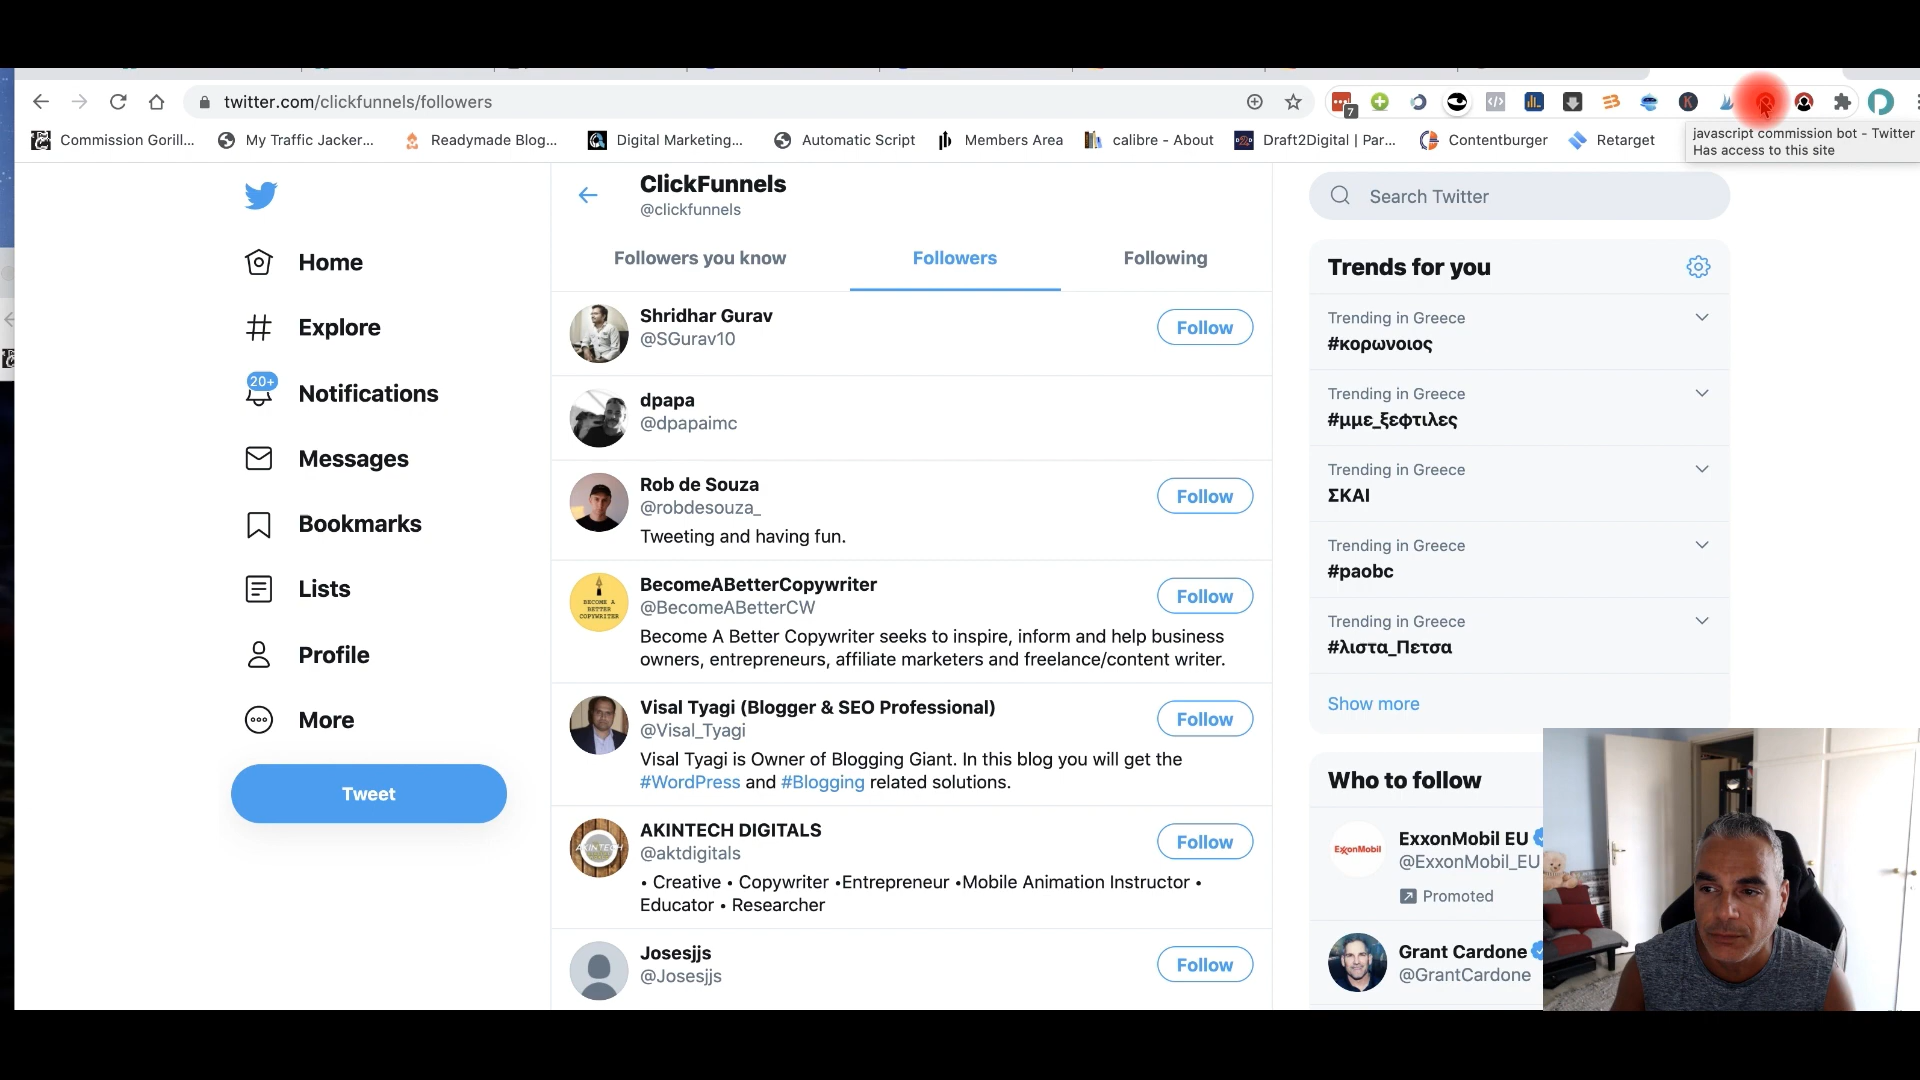 twitter.com/clickfunnels/followers
7
Commission Gorill...
My Traffic Jacker...
Readymade Blog...
Digital Marketing...
Automatic Script
Members Area
calibre - About
Draft2Digital | Par...
Contentburger
Retarget
javascript commission bot - Twitter
Has access to this site
ClickFunnels
@clickfunnels
Followers you know
Followers
Following
Home
Explore
20+
Notifications
Messages
Bookmarks
Lists
Profile
More
Tweet
Shridhar Gurav
@SGurav10
Follow
dpapa
@dpapaimc
Rob de Souza
@robdesouza_
Follow
Tweeting and having fun.
BECOME A
BETTER
COPYWRITER
BecomeABetterCopywriter
@BecomeABetterCW
Follow
Become A Better Copywriter seeks to inspire, inform and help business
owners, entrepreneurs, affiliate marketers and freelance/content writer.
Visal Tyagi (Blogger & SEO Professional)
@Visal_Tyagi
Follow
Visal Tyagi is Owner of Blogging Giant. In this blog you will get the
#WordPress and #Blogging related solutions.
AKINTECH
AKINTECH DIGITALS
@aktdigitals
Follow
• Creative • Copywriter •Entrepreneur •Mobile Animation Instructor •
Educator • Researcher
Josesjjs
@Josesjjs
Follow
Search Twitter
Trends for you
Trending in Greece
#κορωνοιος
Trending in Greece
#μμε_ξεφτιλες
Trending in Greece
ΣΚΑΙ
Trending in Greece
#paobc
Trending in Greece
#λιστα_Πετσα
Show more
Who to follow
ExxonMobil
ExxonMobil EU
@ExxonMobil_EU
Promoted
Grant Cardone
@GrantCardone